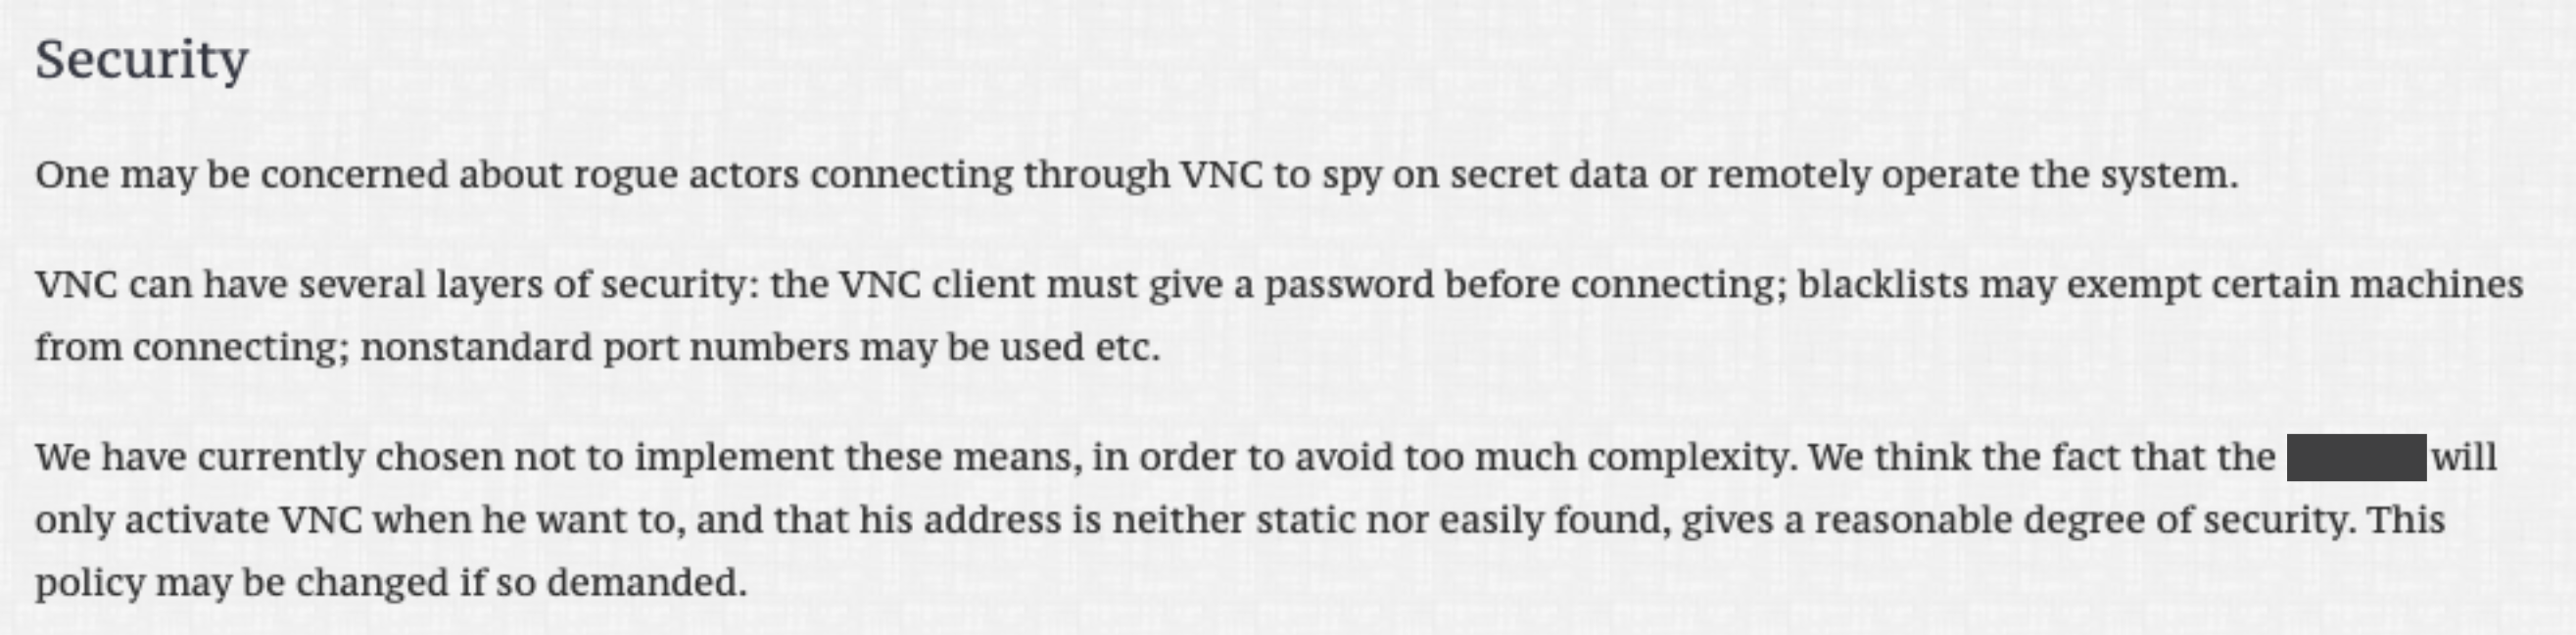 Security
One may be concerned about rogue actors connecting through VNC to spy on secret data or remotely operate the system.
VNC can have several layers of security: the VNC client must give a password before connecting; blacklists may exempt certain machines
from connecting; nonstandard port numbers may be used etc.
We have currently chosen not to implement these means, in order to avoid too much complexity. We think the fact that the will
only activate VNC when he want to, and that his address is neither static nor easily found, gives a reasonable degree of security. This
policy may be changed if so demanded.